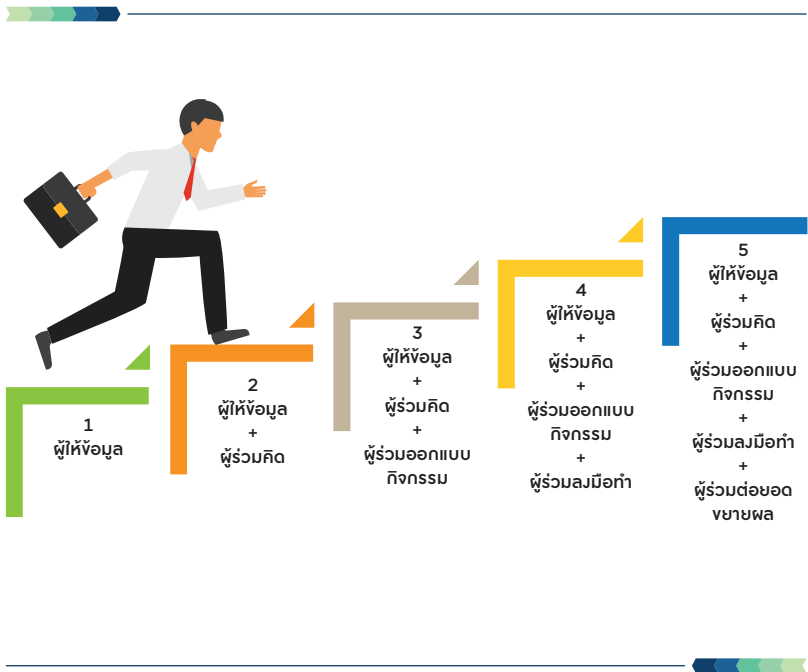 1
ผู้ให้ข้อมูล
2
ผู้ให้ข้อมูล
+
ผู้ร่วมคิด
3
ผู้ให้ข้อมูล
+
ผู้ร่วมคิด
+
ผู้ร่วมออกแบบ
กิจกรรม
4
ผู้ให้ข้อมูล
+
ผู้ร่วมคิด
+
ผู้ร่วมออกแบบ
กิจกรรม
+
ผู้ร่วมลงมือทำ
5
ผู้ให้ข้อมูล
+
ผู้ร่วมคิด
+
ผู้ร่วมออกแบบ
กิจกรรม
+
ผู้ร่วมลงมือทำ
+
ผู้ร่วมต่อยอด
ขยายผล